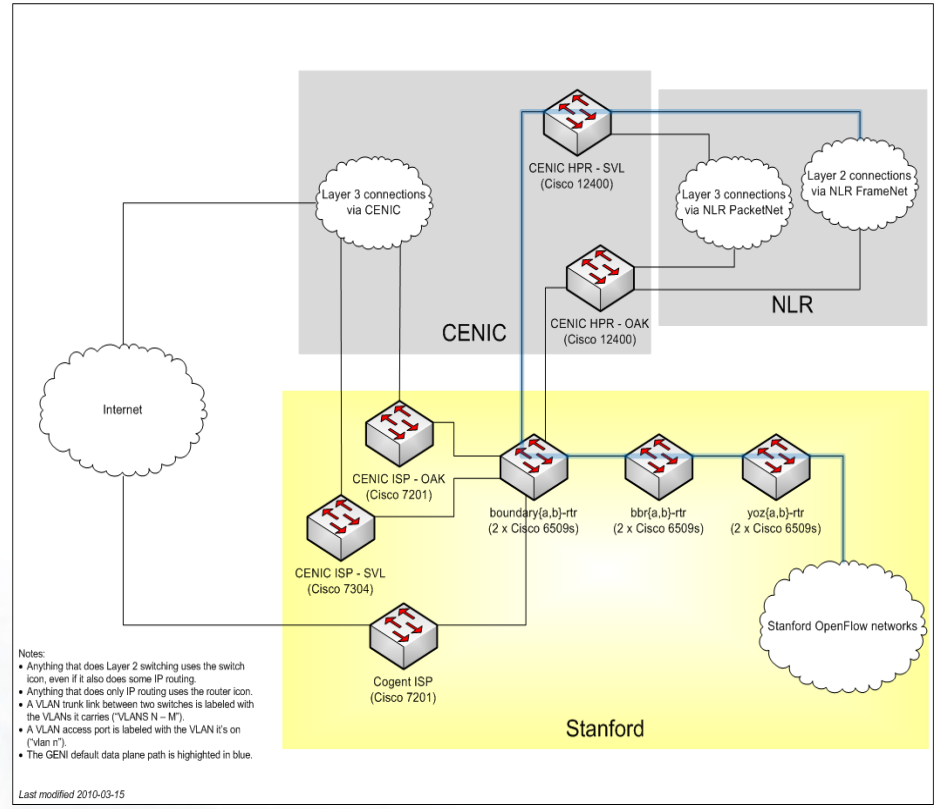 CENIC HPR - SVL
(Cisco 12400)
Layer 3 connections
via CENIC
Layer 3 connections
via NLR PacketNet
Layer 2 connections
via NLR FrameNet
CENIC HPR - OAK
(Cisco 12400)
CENIC
NLR
Internet
CENIC ISP - OAK
(Cisco 7201)
boundary{a,b}-rtr
(2 x Cisco 6509s)
bbr{a,b}-rtr
(2 x Cisco 6509s)
yoz{a,b}-rtr
(2 x Cisco 6509s)
CENIC ISP - SVL
(Cisco 7304)
Stanford OpenFlow networks
Cogent ISP
(Cisco 7201)
Stanford
Notes:
• Anything that does Layer 2 switching uses the switch
icon, even if it also does some IP routing.
• Anything that does only IP routing uses the router icon.
• A VLAN trunk link between two switches is labeled with
the VLANs it carries (“VLANS N – M”).
• A VLAN access port is labeled with the VLAN it's on
(“vlan n”).
• The GENI default data plane path is highlighted in blue.
Last modified 2010-03-15